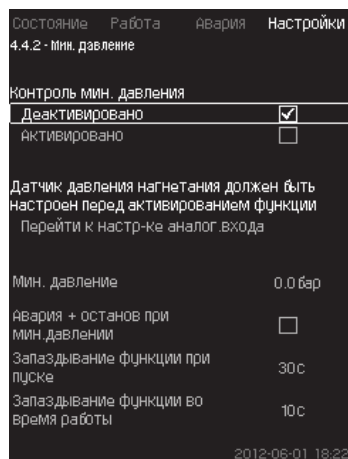 Состояние Работа Авария Настройки
4.4.2 - Мин. давление
Контроль мин. давления
Деактивировано
Активировано
Датчик давления нагнетания должен быть
настроен перед активированием функции
Перейти к настр-ке аналог.входа
Мин. давление 0.0 бар
Авария + останов при
мин.давлении
Запаздывание функции при
пуске 30с
Запаздывание функции во
время работы 10с
2012-06-01 18:22